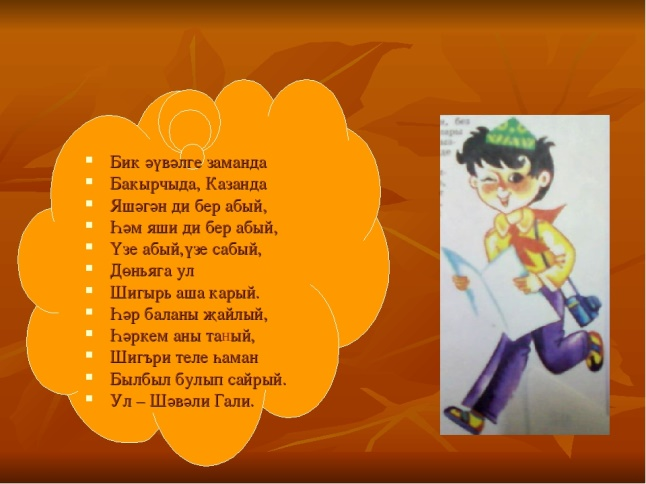 Бик әүвәлге заманда
Бакырчыда, Казанда
Яшәгән ди бер абый,
Һәм яши ди бер абый,
Үзе абый,үзе сабый,
Дөньяга ул
Шигырь аша карый.
Һәр баланы җайлый,
Һәркем аны таный,
Шигъри теле һаман
Былбыл булып сайрый.
Ул – Шәвәли Гали.